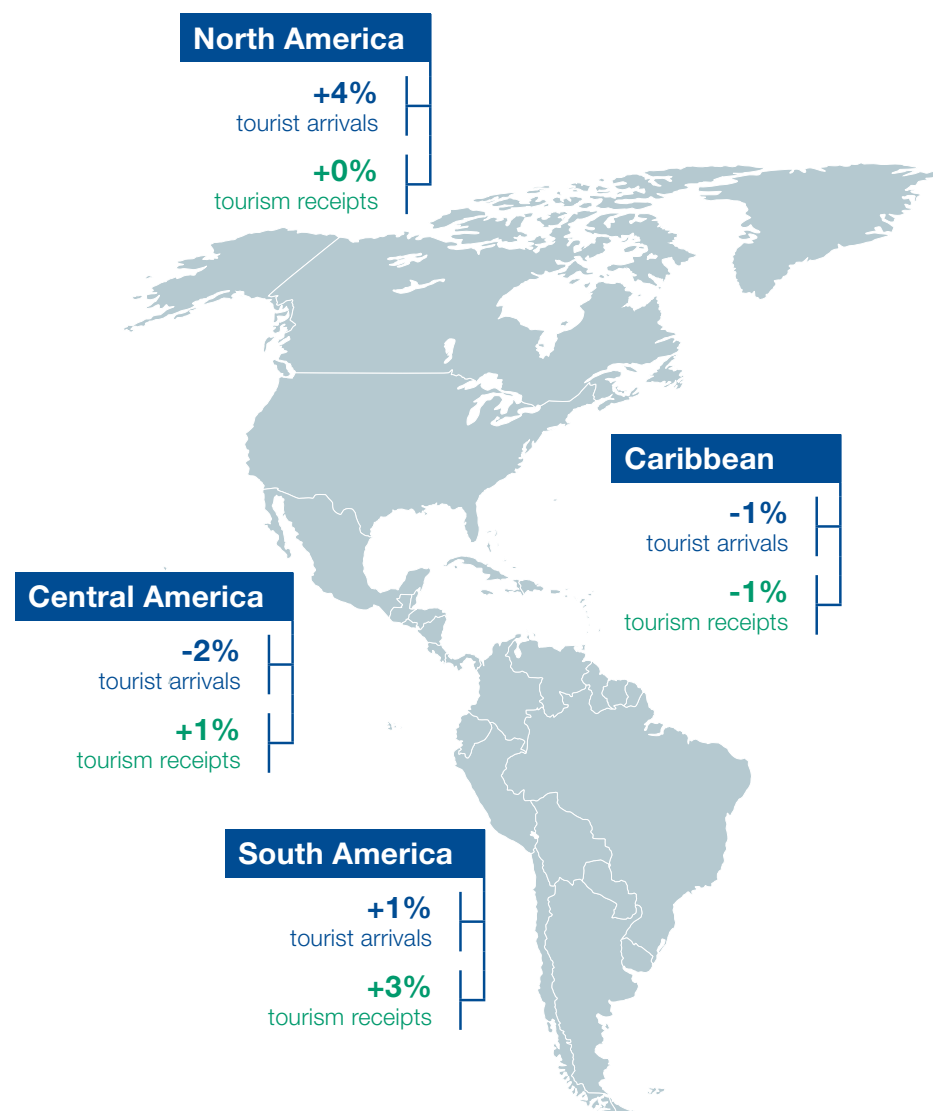 North America
+4%
tourist arrivals
+0%
tourism receipts
Caribbean
-1%
tourist arrivals
-1%
tourism receipts
Central America
-2%
tourist arrivals
+1%
tourism receipts
South America
+1%
tourist arrivals
+3%
tourism receipts